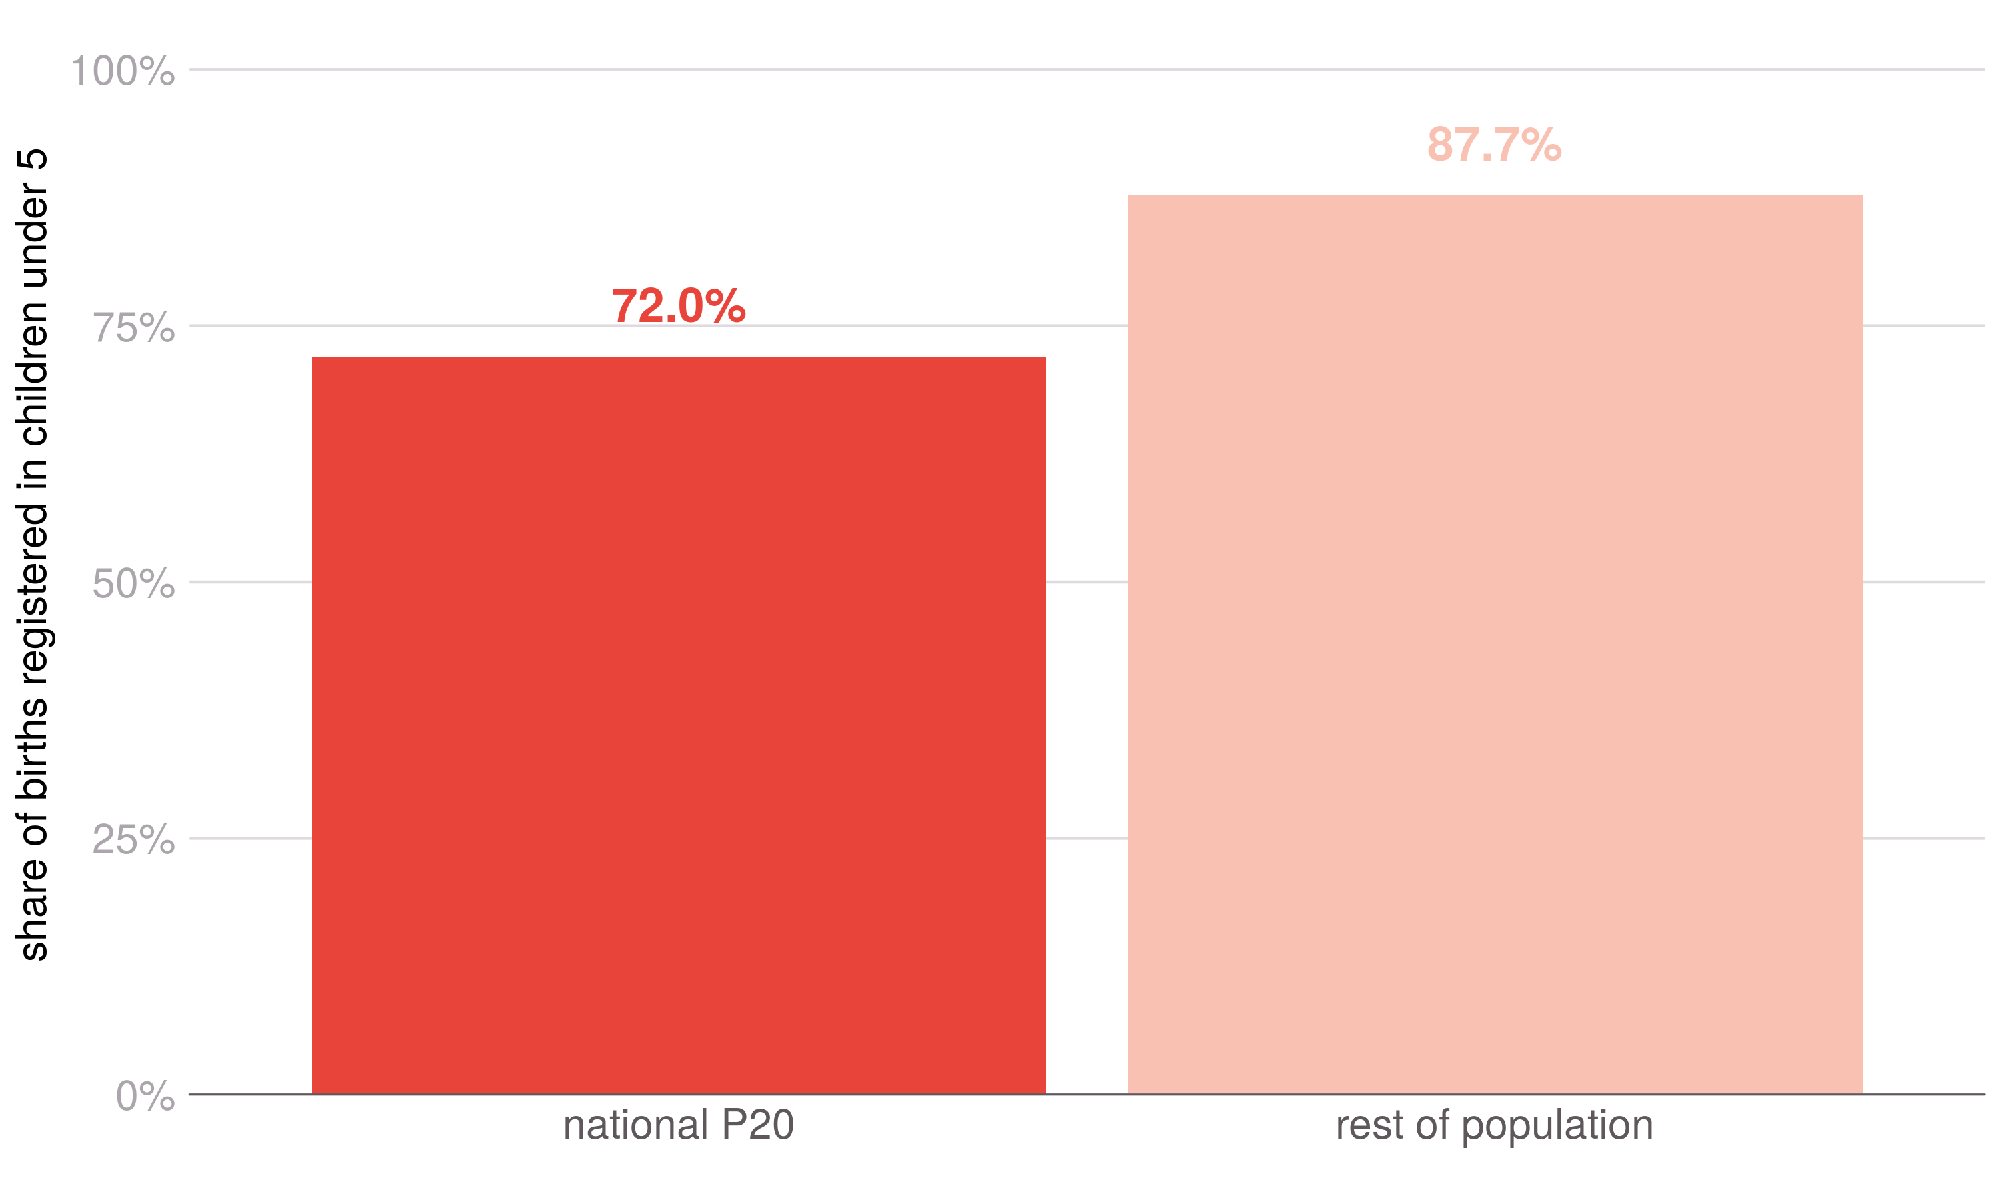 share of births registered in children under 5
100%
75%
50%
25%
0%
72.0%
87.7%
national P20
rest of population